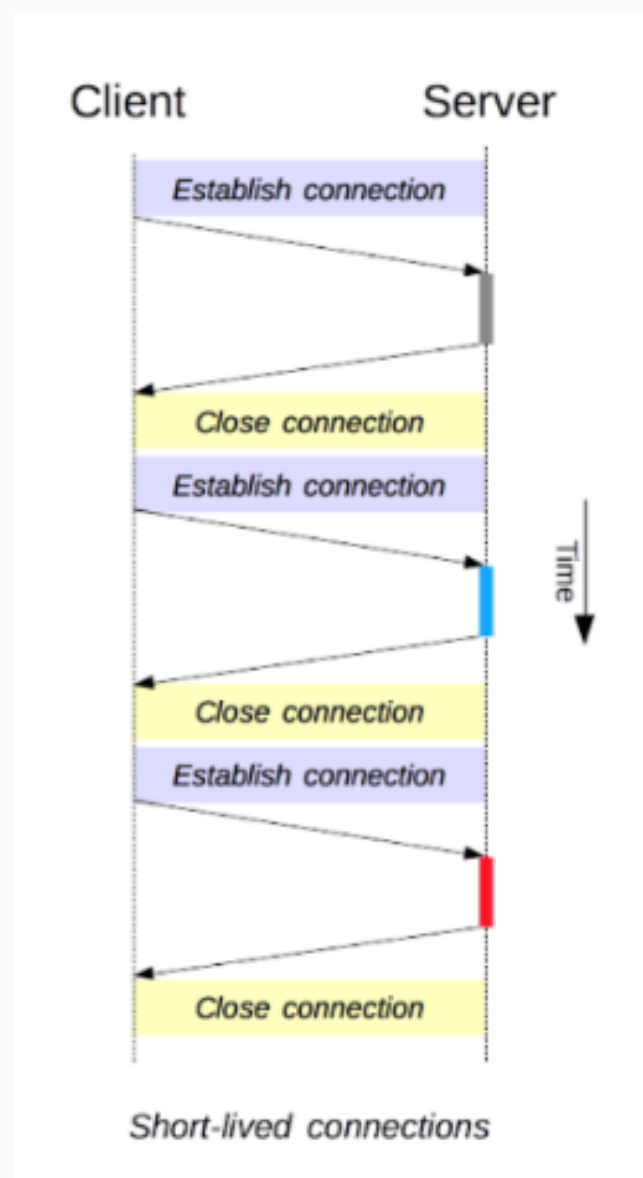 Client Server
Establish connection
Close connection
Establish connection
Time
Close connection
Establish connection
Close connection
Short-lived connections